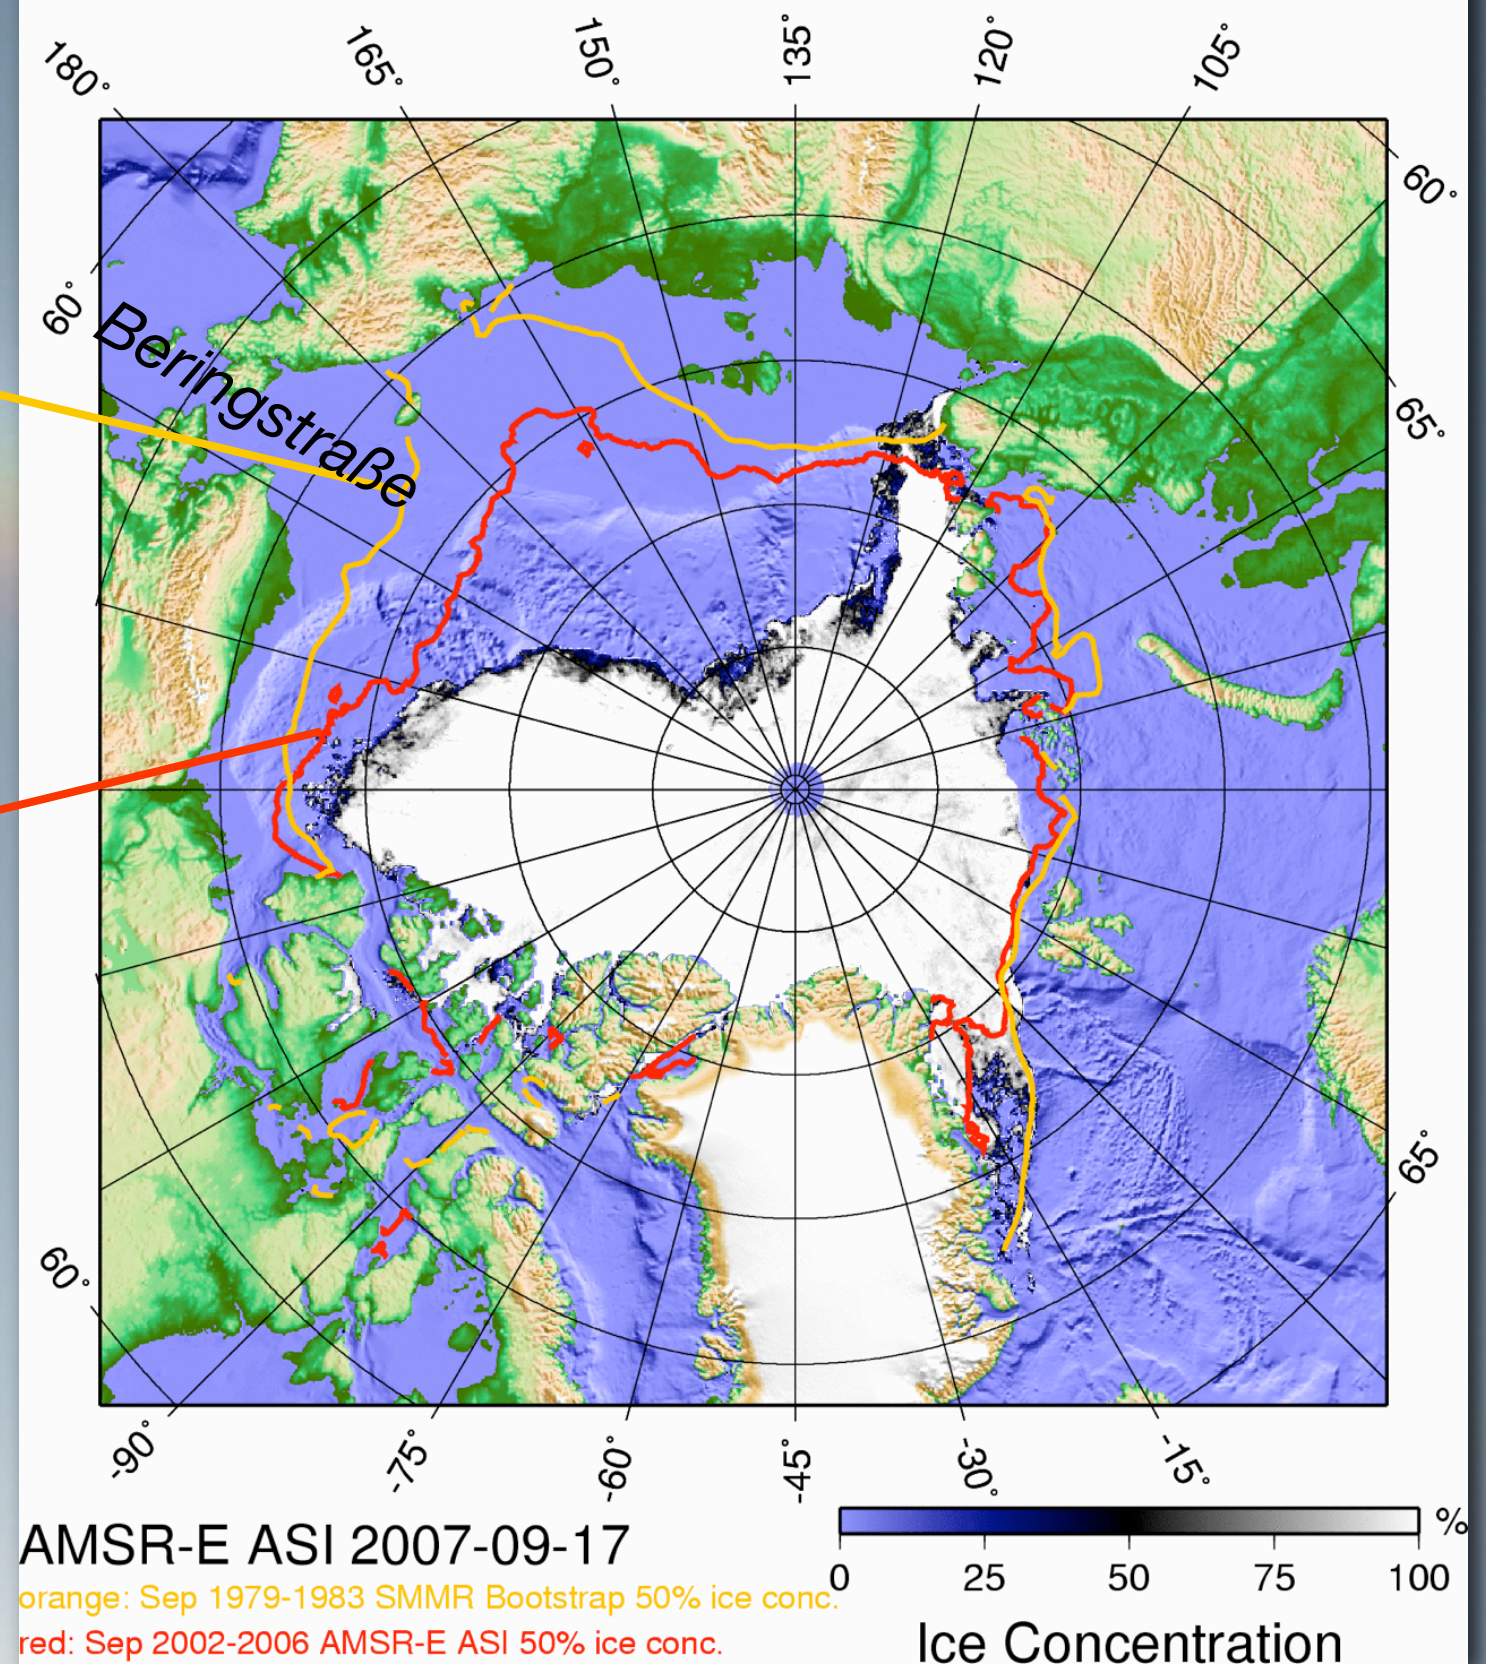 180° 165° 150° 135° 120° 105°
60°
60°
Beringstraße
65°
65°
60°
-90° -75° -60° -45° -30° -15°
AMSR-E ASI 2007-09-17
%
0 25 50 75 100
orange: Sep 1979-1983 SMMR Bootstrap 50% ice conc.
red: Sep 2002-2006 AMSR-E ASI 50% ice conc.
Ice Concentration